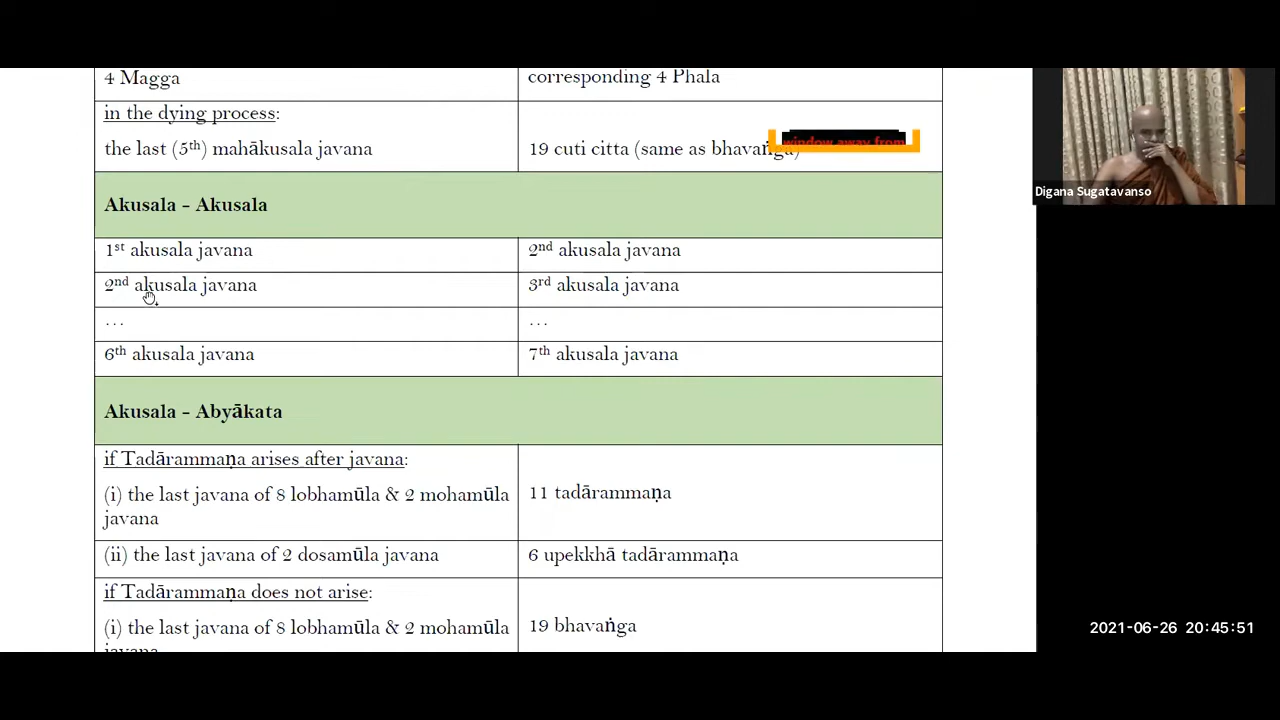 4 Magga
corresponding 4 Phala
in the dying process:
the last (5th) mahākusala javana
19 cuti citta (same as bhavaṅga)
window away from
Digana Sugatavanso
Akusala - Akusala
1st akusala javana
2nd akusala javana
2nd akusala javana
3rd akusala javana
...
...
6th akusala javana
7th akusala javana
Akusala - Abyākata
if Tadārammaṇa arises after javana:
(i) the last javana of 8 lobhamūla & 2 mohamūla
javana
11 tadārammaṇa
(ii) the last javana of 2 dosamūla javana
6 upekkhā tadārammaṇa
if Tadārammaṇa does not arise:
(i) the last javana of 8 lobhamūla & 2 mohamūla
javana
19 bhavaṅga
2021-06-26 20:45:51